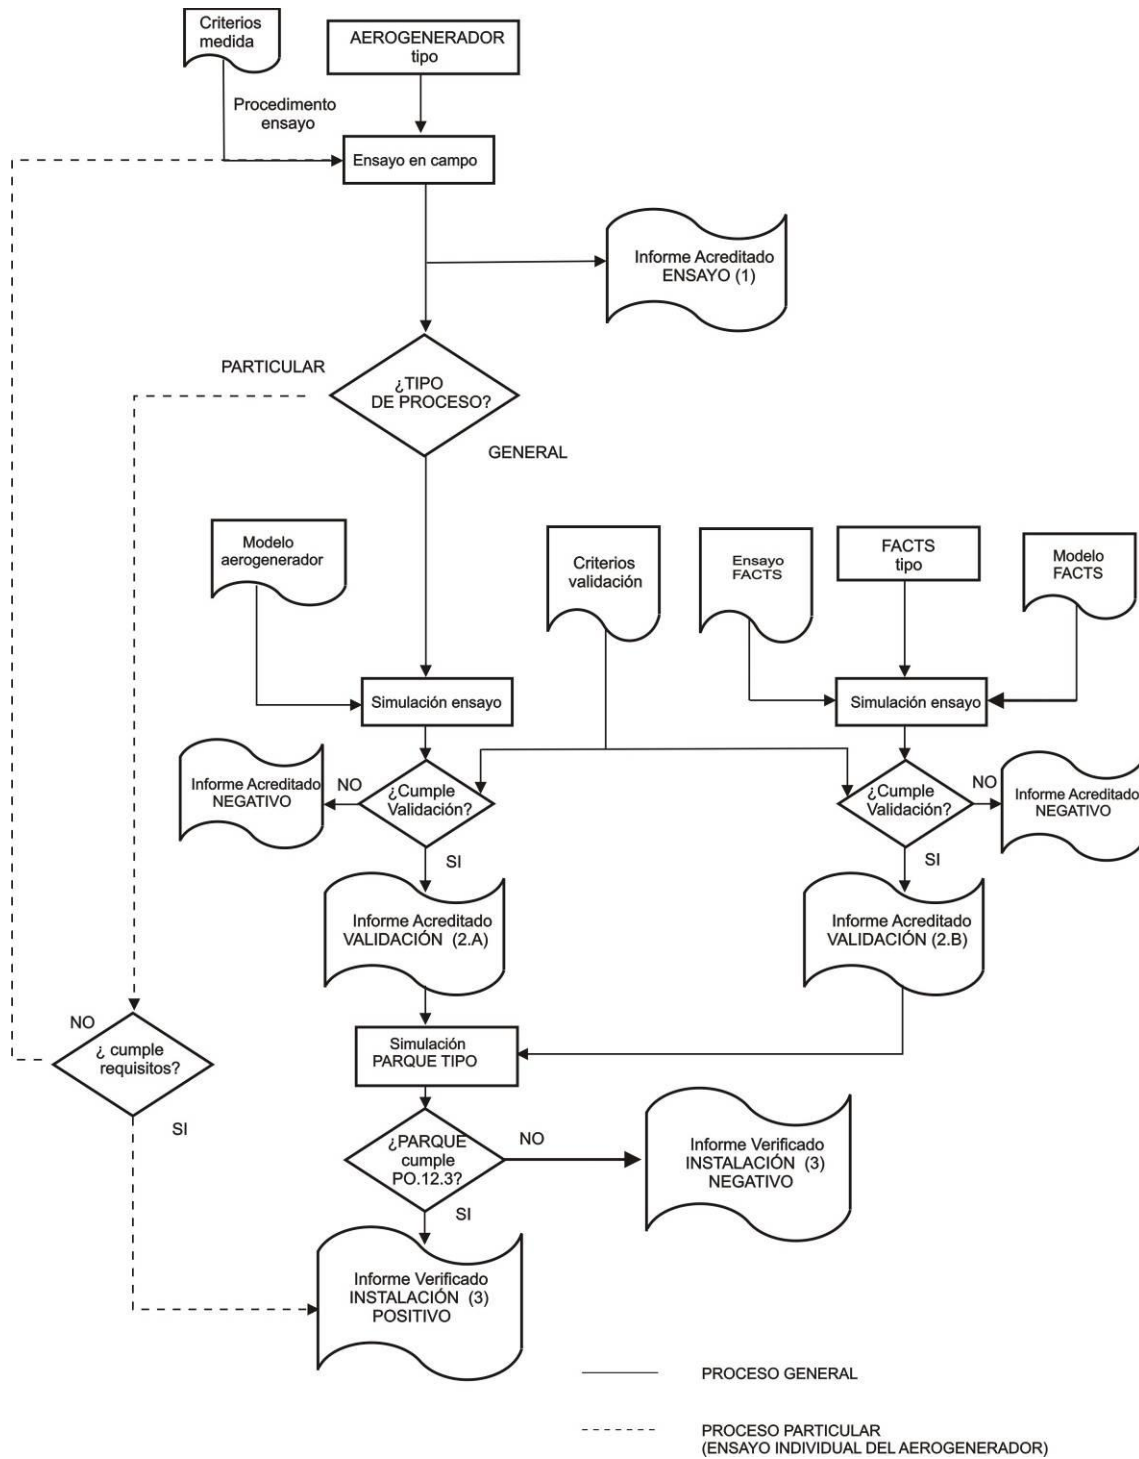 Criterios
medida
AEROGENERADOR
tipo
Procedimento
ensayo
Ensayo en campo
Informe Acreditado
ENSAYO (1)
PARTICULAR
¿TIPO
DE PROCESO?
GENERAL
Modelo
aerogenerador
Criterios
validación
Ensayo
FACTS
FACTS
tipo
Modelo
FACTS
Simulación ensayo
Simulación ensayo
Informe Acreditado
NEGATIVO
NO
¿Cumple
Validación?
SI
¿Cumple
Validación?
NO
Informe Acreditado
NEGATIVO
SI
Informe Acreditado
VALIDACIÓN (2.A)
Informe Acreditado
VALIDACIÓN (2.B)
NO
¿ cumple
requisitos?
SI
Simulación
PARQUE TIPO
¿PARQUE
cumple
PO.12.3?
NO
SI
Informe Verificado
INSTALACIÓN (3)
NEGATIVO
Informe Verificado
INSTALACIÓN (3)
POSITIVO
PROCESO GENERAL
PROCESO PARTICULAR
(ENSAYO INDIVIDUAL DEL AEROGENERADOR)